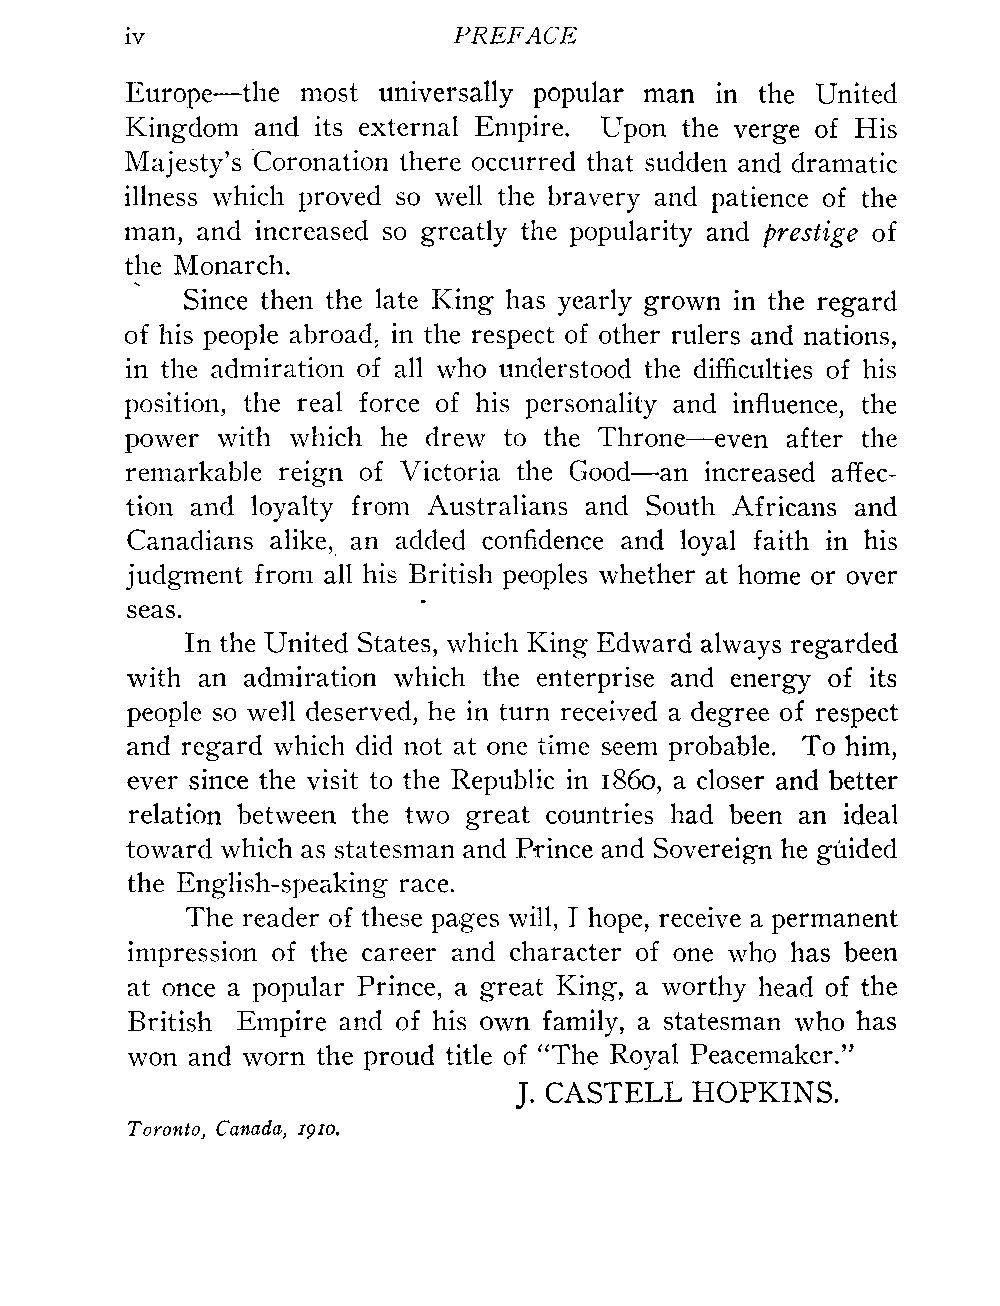 iv PREFACE
Europe—the most universally popular man in the United
Kingdom and its external Empire. Upon the verge of His
Majesty's Coronation there occurred that sudden and dramatic
illness which proved so well the bravery and patience of the
man, and increased so greatly the popularity and prestige of
the Monarch.
Since then the late King has yearly grown in the regard
of his people abroad, in the respect of other rulers and nations,
in the admiration of all who understood the difficulties of his
position, the real force of his personality and influence, the
power with which he drew to the Throne—even after the
remarkable reign of Victoria the Good—an increased affec-
tion and loyalty from Australians and South Africans and
Canadians alike, an added confidence and loyal faith in his
judgment from all his British peoples whether at home or over
seas.
In the United States, which King Edward always regarded
with an admiration which the enterprise and energy of its
people so well deserved, he in turn received a degree of respect
and regard which did not at one time seem probable. To him,
ever since the visit to the Republic in 1860, a closer and better
relation between the two great countries had been an ideal
toward which as statesman and Prince and Sovereign he guided
the English-speaking race.
The reader of these pages will, I hope, receive a permanent
impression of the career and character of one who has been
at once a popular Prince, a great King, a worthy head of the
British Empire and of his own family, a statesman who has
won and worn the proud title of “The Royal Peacemaker.”
J. CASTELL HOPKINS.
Toronto, Canada, 1910.